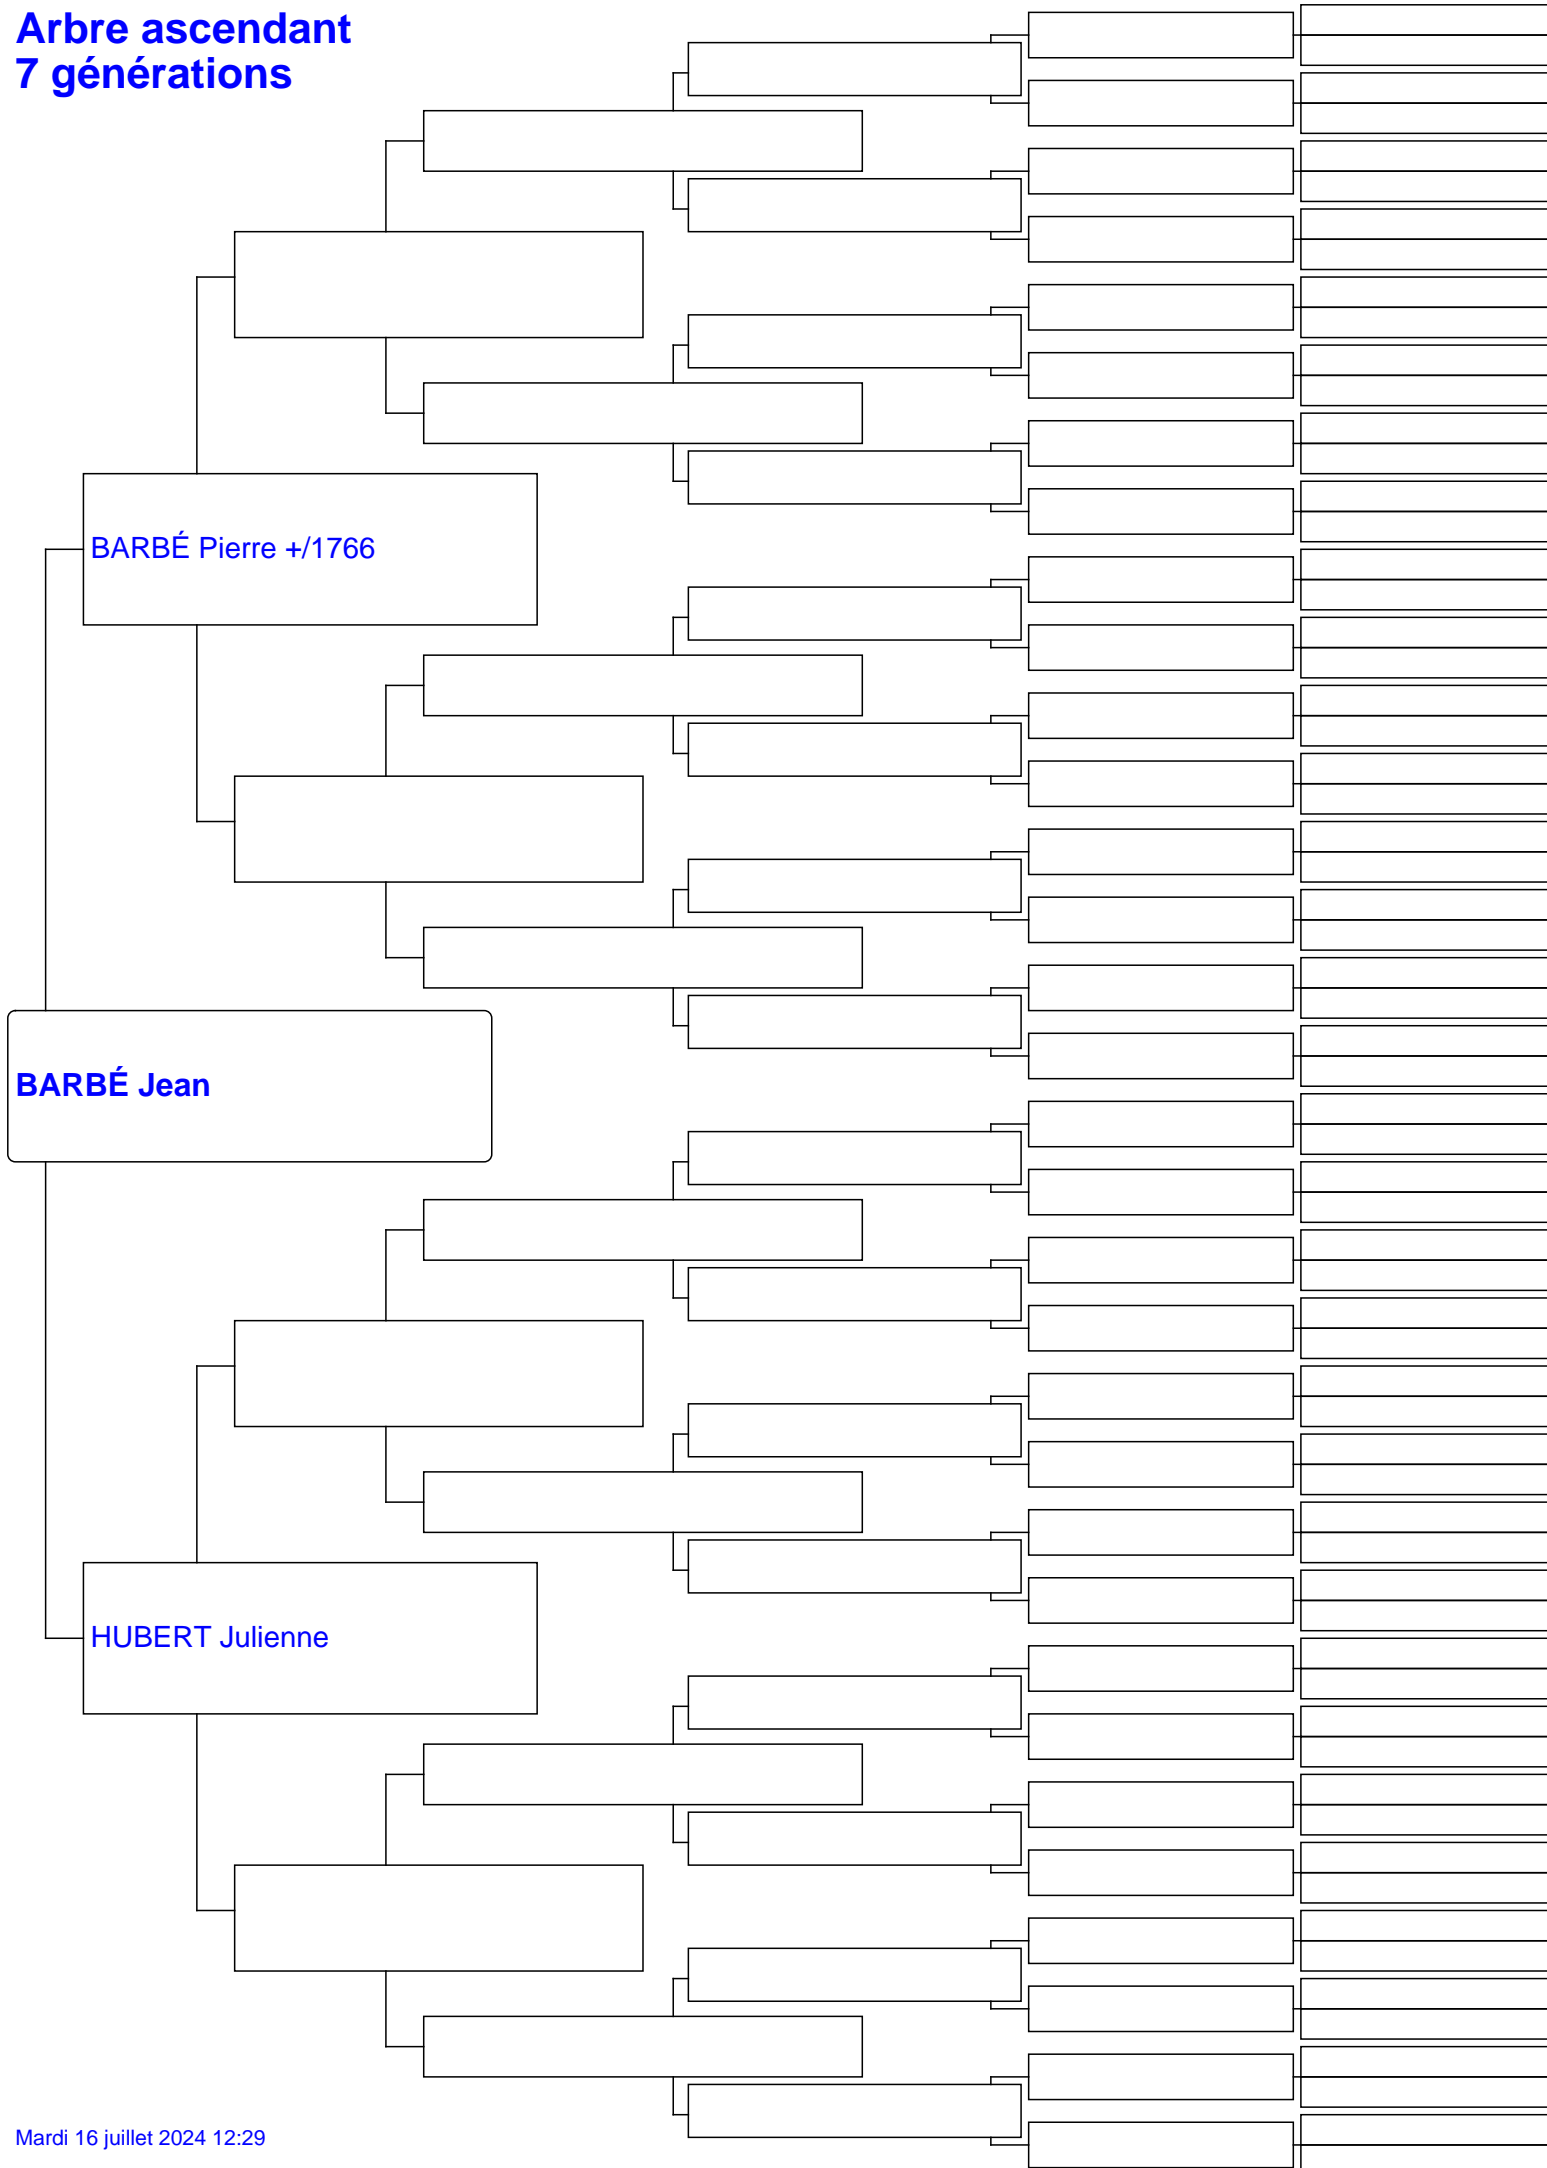 Arbre ascendant
7 générations
BARBÉ Pierre +/1766
BARBÉ Jean
HUBERT Julienne
Mardi 16 juillet 2024 12:29